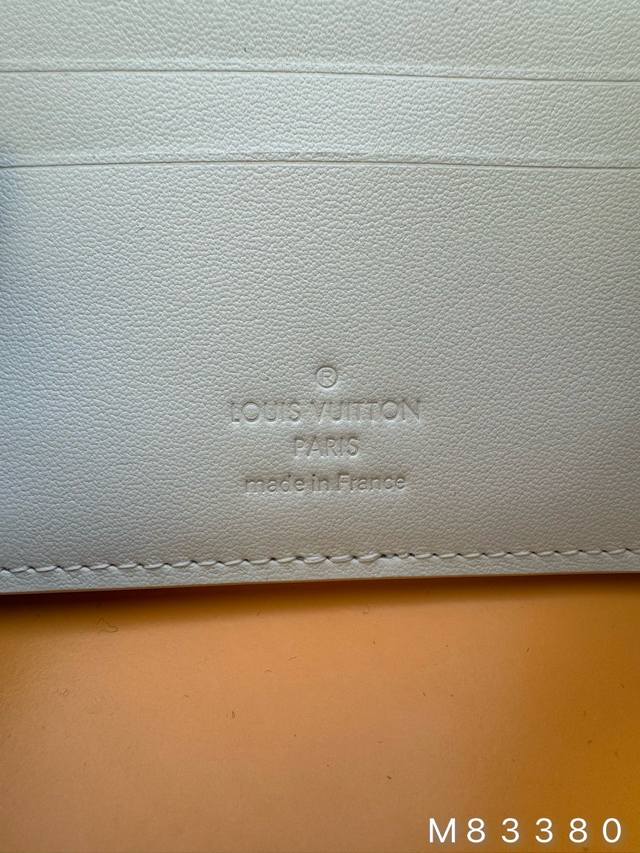 ®
LOUIS VUITTON
PARIS
made in France
M83380